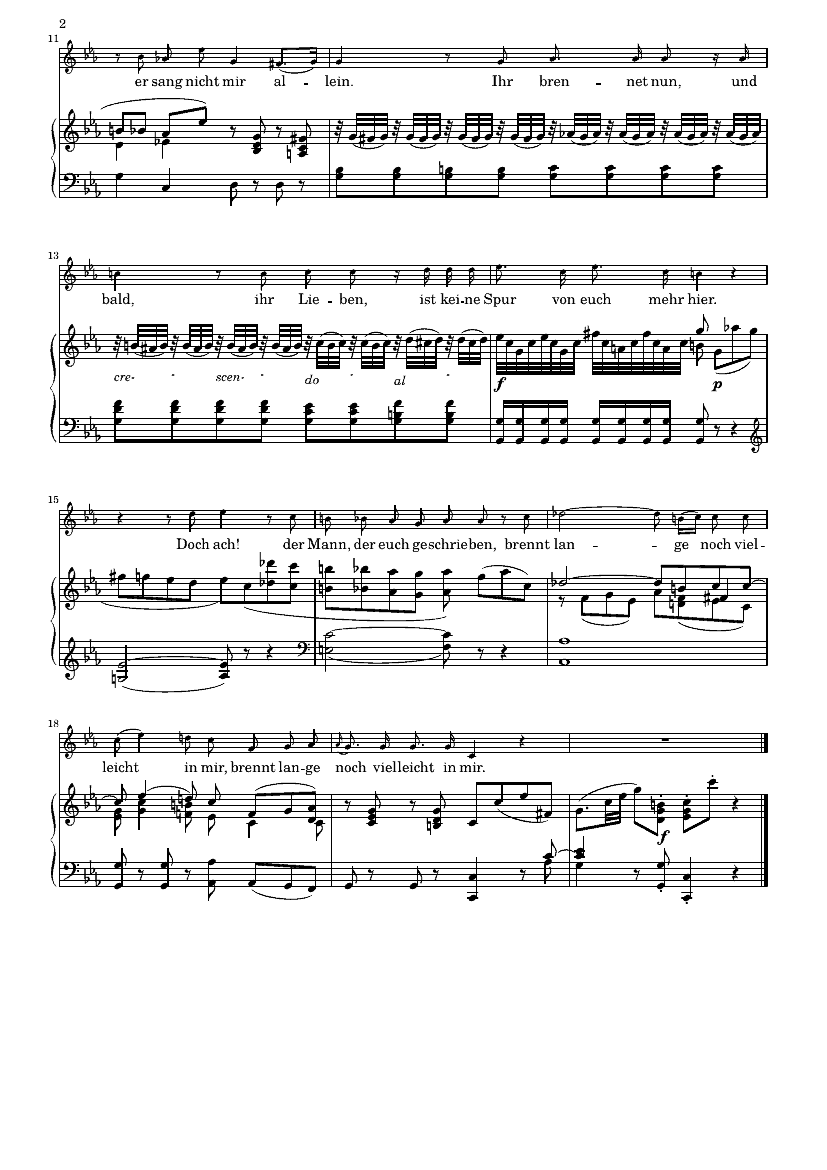 2
11
er sang nicht mir al - lein. Ihr bren - net nun, und
13
bald, ihr Lie - ben, ist kei - ne Spur von euch mehr hier.
cre - - scen - - do - al -
f p
15
Doch ach! der Mann, der euch geschrieben, brennt lan - - ge noch viel -
18
leicht in mir, brennt lan - ge noch vielleicht in mir.
f